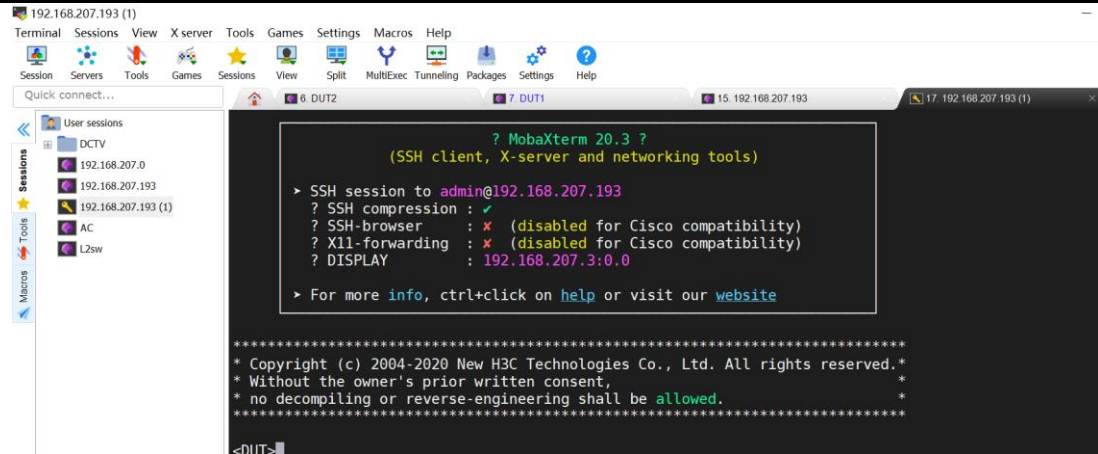 192.168.207.193 (1)
Terminal Sessions View X server Tools Games Settings Macros Help
Session Servers Tools Games Sessions View Split MultiExec Tunneling Packages Settings Help
Quick connect...
6. DUT2
7. DUT1
15. 192.168.207.193
17. 192.168.207.193 (1)
User sessions
DCTV
192.168.207.0
192.168.207.193
192.168.207.193 (1)
AC
L2sw
Sessions
Tools
Macros
? MobaXterm 20.3 ?
(SSH client, X-server and networking tools)
➤ SSH session to admin@192.168.207.193
? SSH compression : ✔
? SSH-browser : ✘ (disabled for Cisco compatibility)
? X11-forwarding : ✘ (disabled for Cisco compatibility)
? DISPLAY : 192.168.207.3:0.0
➤ For more info, ctrl+click on help or visit our website
******************************************************************************
* Copyright (c) 2004-2020 New H3C Technologies Co., Ltd. All rights reserved.*
* Without the owner's prior written consent, *
* no decompiling or reverse-engineering shall be allowed. *
******************************************************************************
<DUT>